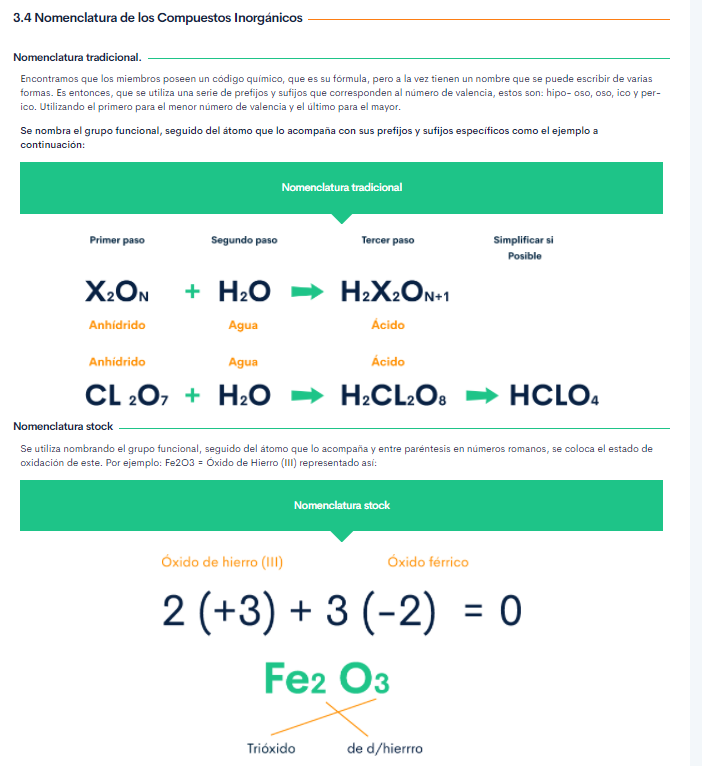 3.4 Nomenclatura de los Compuestos Inorgánicos
Nomenclatura tradicional.
Encontramos que los miembros poseen un código químico, que es su fórmula, pero a la vez tienen un nombre que se puede escribir de varias
formas. Es entonces, que se utiliza una serie de prefijos y sufijos que corresponden al número de valencia, estos son: hipo- oso, oso, ico y per-
ico. Utilizando el primero para el menor número de valencia y el último para el mayor.
Se nombra el grupo funcional, seguido del átomo que lo acompaña con sus prefijos y sufijos específicos como el ejemplo a
continuación:
Nomenclatura tradicional
Primer paso Segundo paso Tercer paso Simplificar si
Posible
X₂Oɴ + H₂O → H₂X₂Oɴ₊₁
Anhídrido Agua Ácido
Anhídrido Agua Ácido
CL ₂O₇ + H₂O → H₂CL₂O₈ → HCLO₄
Nomenclatura stock
Se utiliza nombrando el grupo funcional, seguido del átomo que lo acompaña y entre paréntesis en números romanos, se coloca el estado de
oxidación de este. Por ejemplo: Fe2O3 = Óxido de Hierro (III) representado así:
Nomenclatura stock
Óxido de hierro (III) Óxido férrico
2 (+3) + 3 (-2) = 0
Fe₂ O₃
Trióxido de d/hierrro